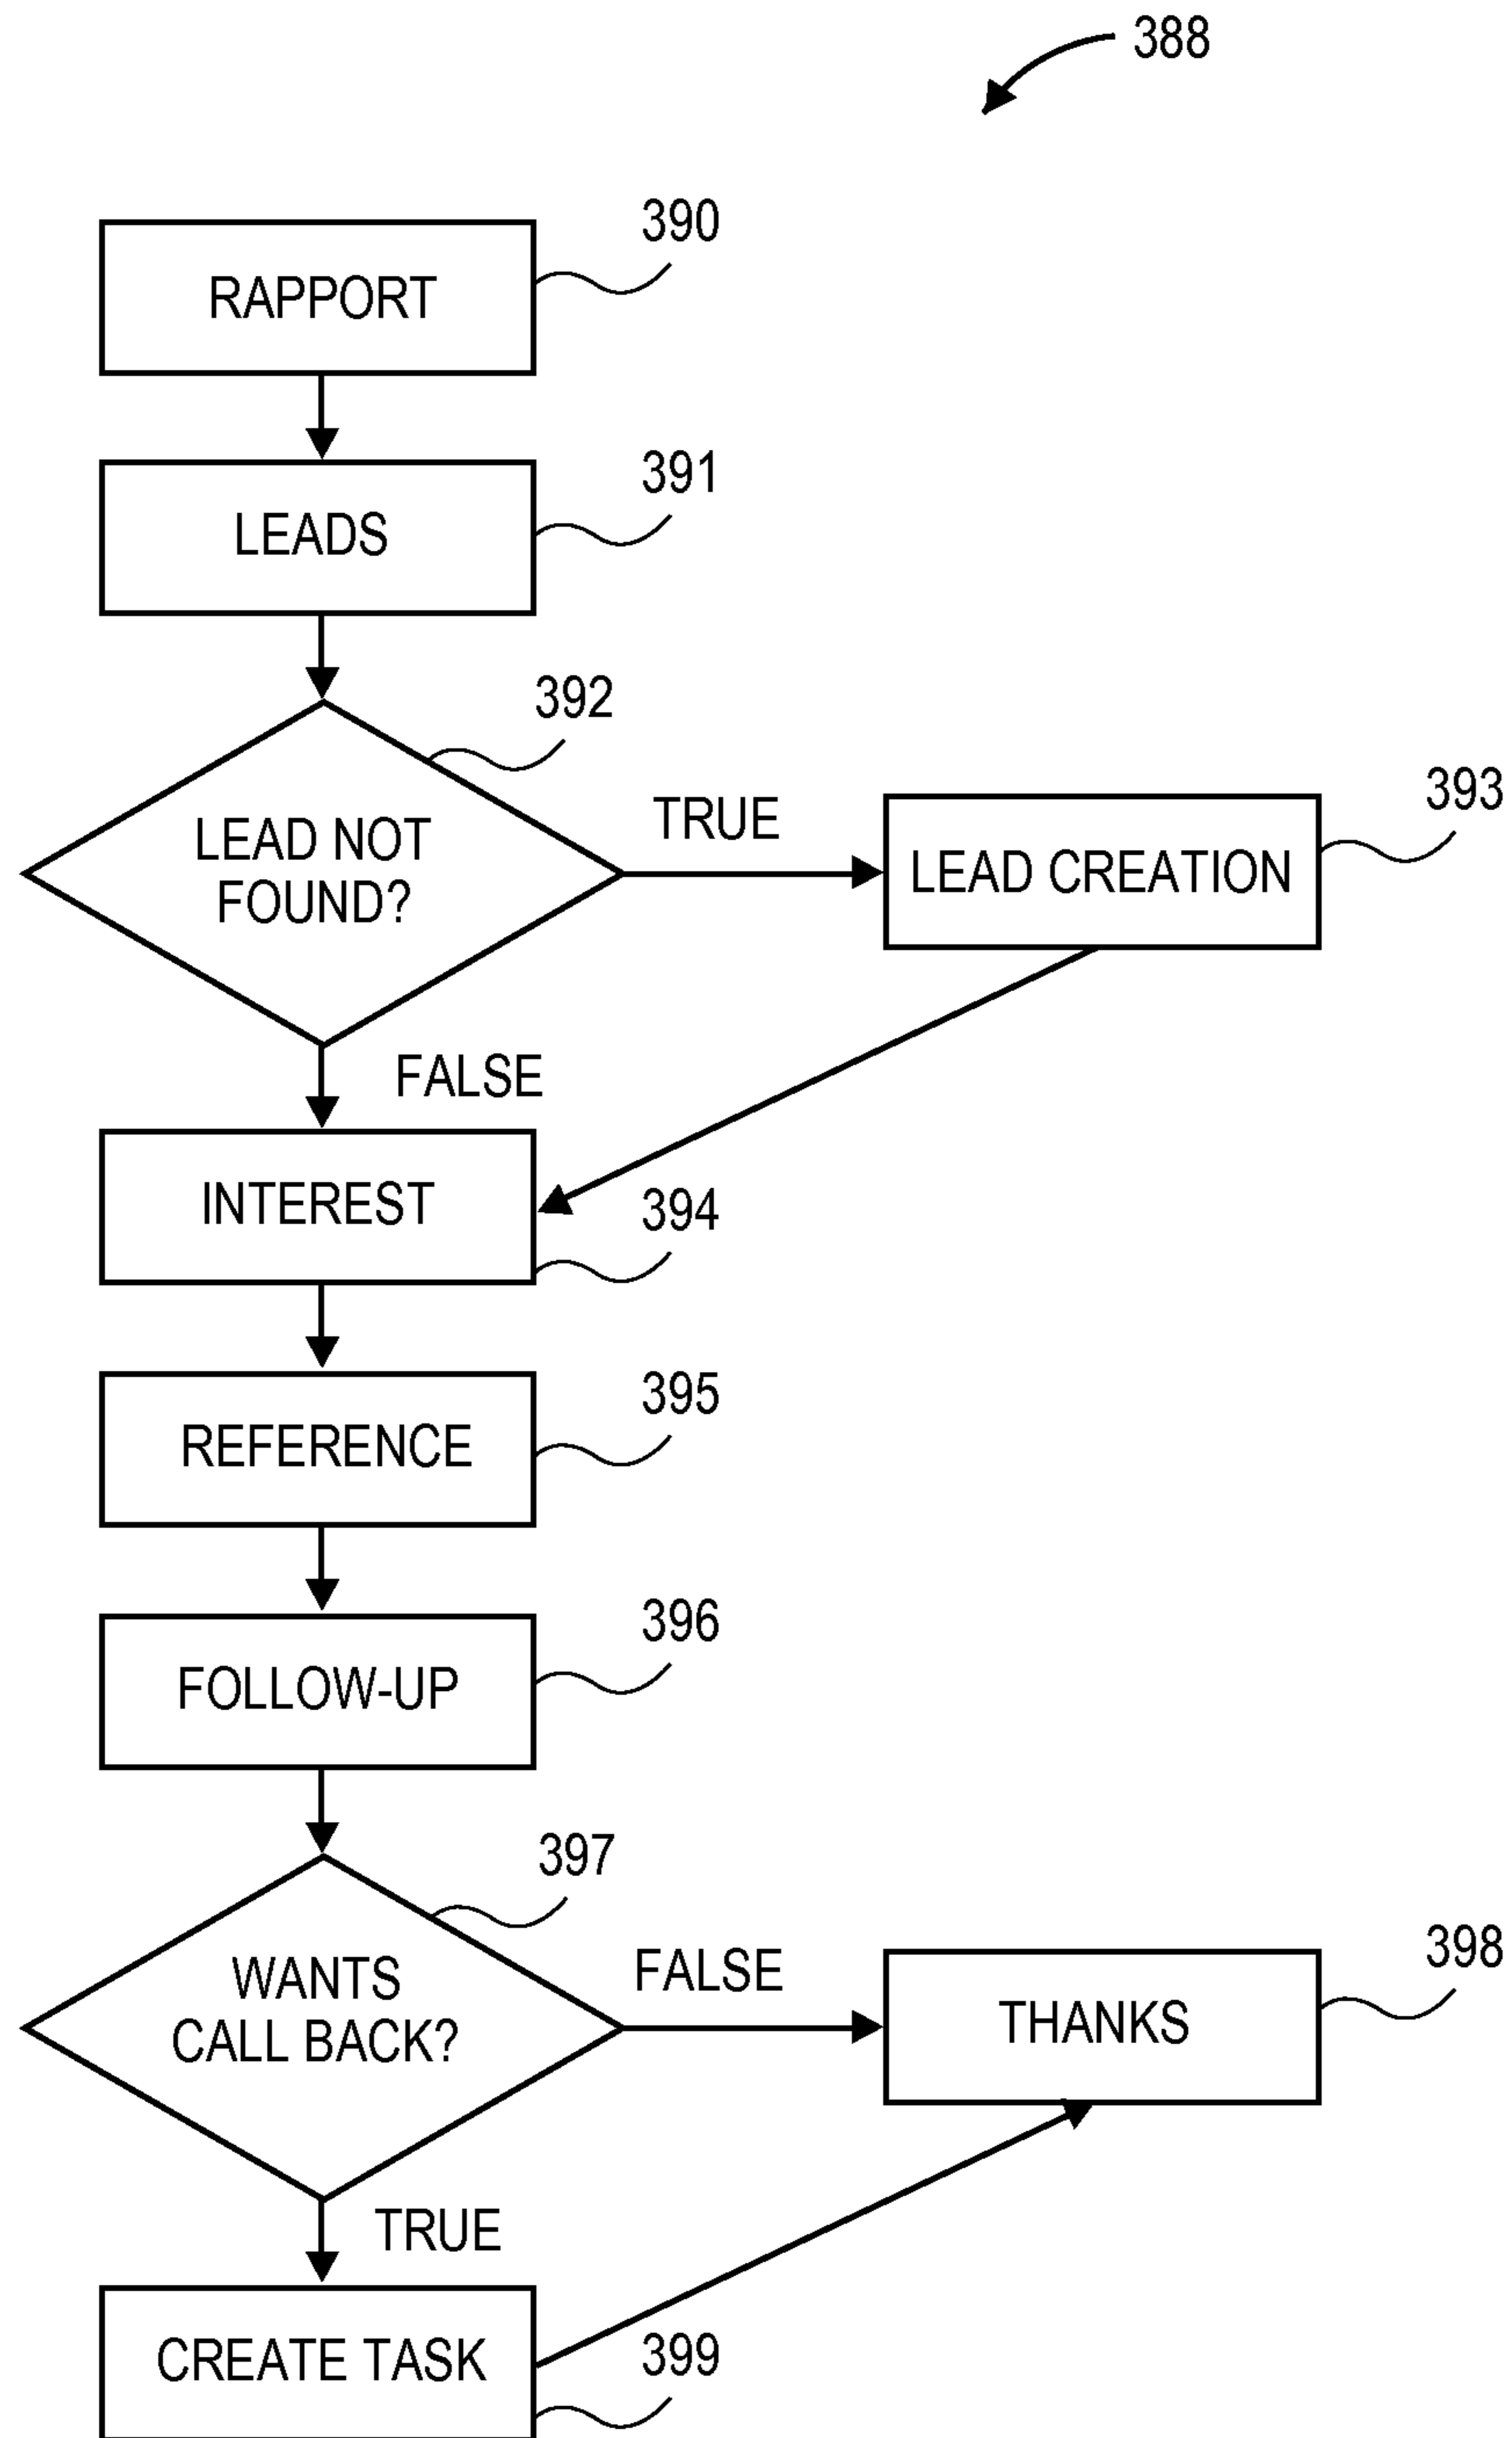 388
390
RAPPORT
391
LEADS
392
LEAD NOT
FOUND?
TRUE
393
LEAD CREATION
FALSE
INTEREST
394
395
REFERENCE
396
FOLLOW-UP
397
WANTS
CALL BACK?
FALSE
398
THANKS
TRUE
CREATE TASK
399